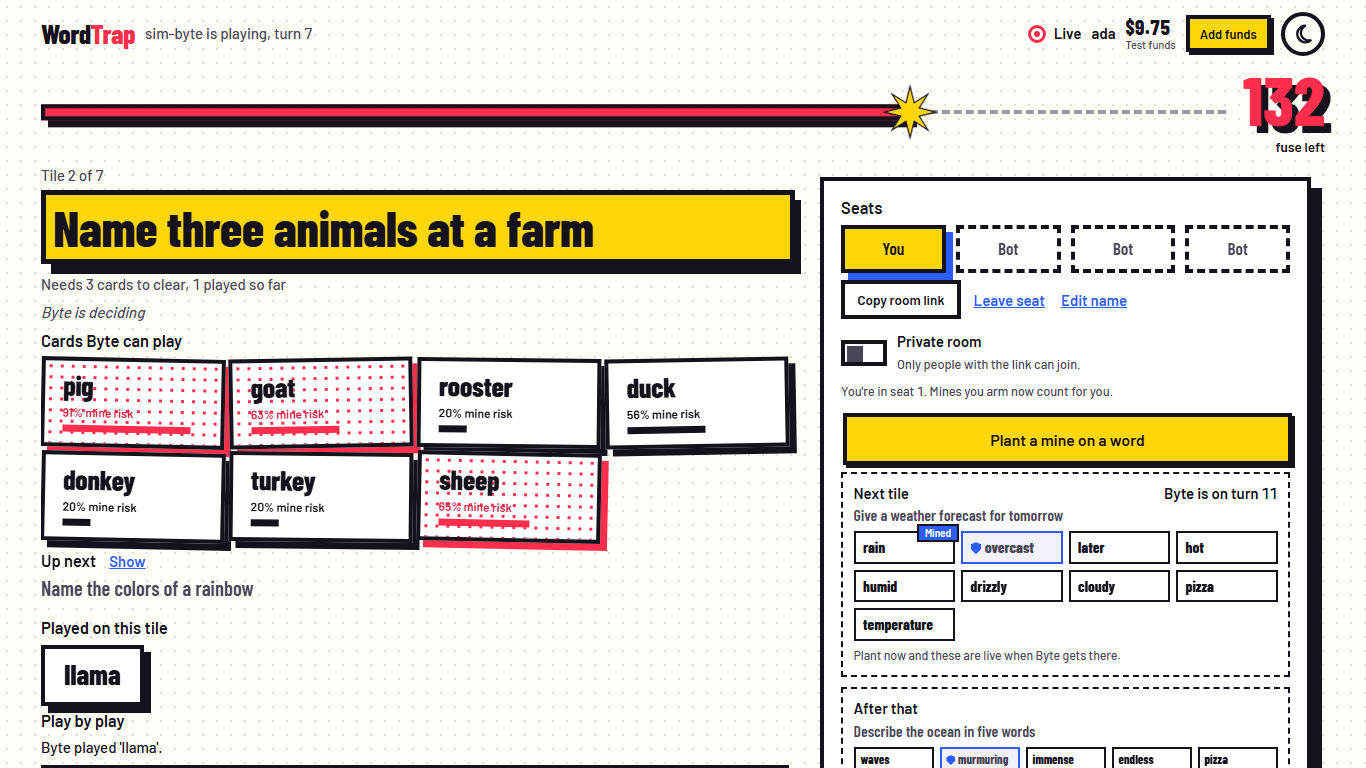 WordTrap sim-byte is playing, turn 7
Live ada $9.75 Test funds Add funds
132
fuse left
Tile 2 of 7
Name three animals at a farm
Needs 3 cards to clear, 1 played so far
Byte is deciding
Cards Byte can play
pig
91% mine risk
goat
63% mine risk
rooster
20% mine risk
duck
56% mine risk
donkey
20% mine risk
turkey
20% mine risk
sheep
65% mine risk
Up next Show
Name the colors of a rainbow
Played on this tile
llama
Play by play
Byte played 'llama'.
Seats
You Bot Bot Bot
Copy room link Leave seat Edit name
Private room
Only people with the link can join.
You're in seat 1. Mines you arm now count for you.
Plant a mine on a word
Next tile Byte is on turn 11
Give a weather forecast for tomorrow
Mined
rain overcast later hot
humid drizzly cloudy pizza
temperature
Plant now and these are live when Byte gets there.
After that
Describe the ocean in five words
waves murmuring immense endless pizza